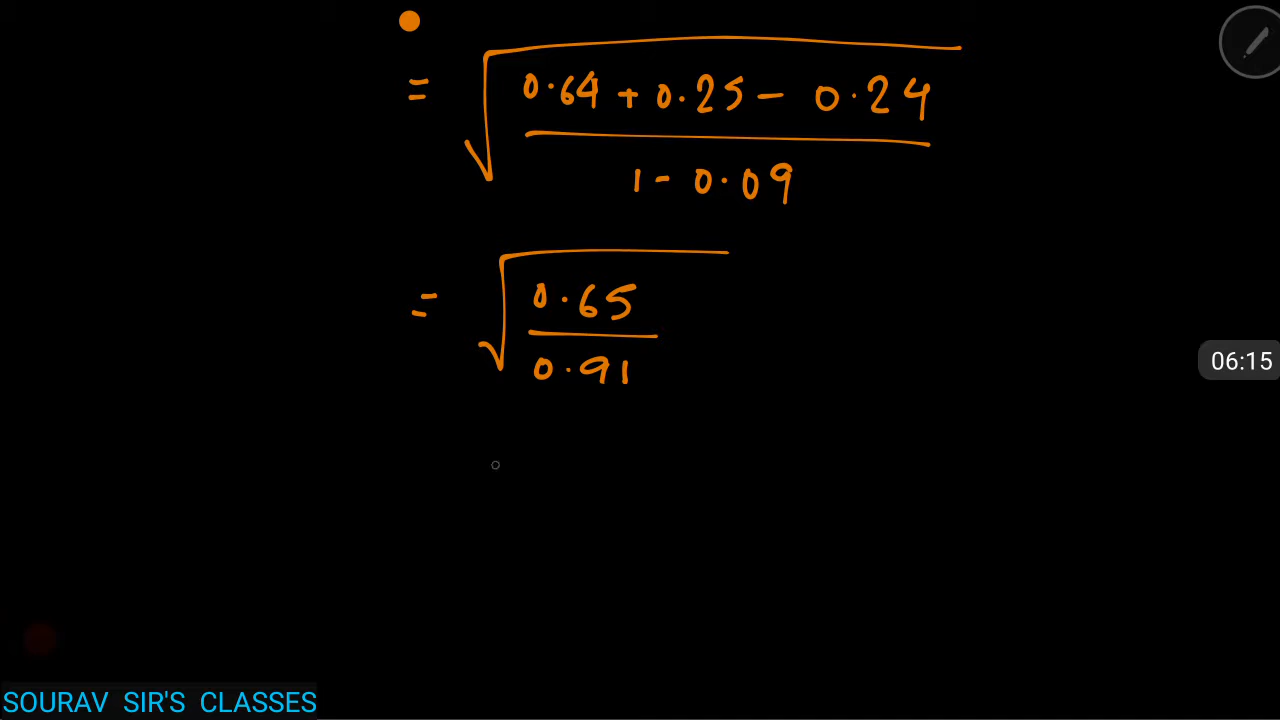 = √
0.64 + 0.25 - 0.24
1 - 0.09
= √
0.65
0.91
06:15
SOURAV SIR'S CLASSES